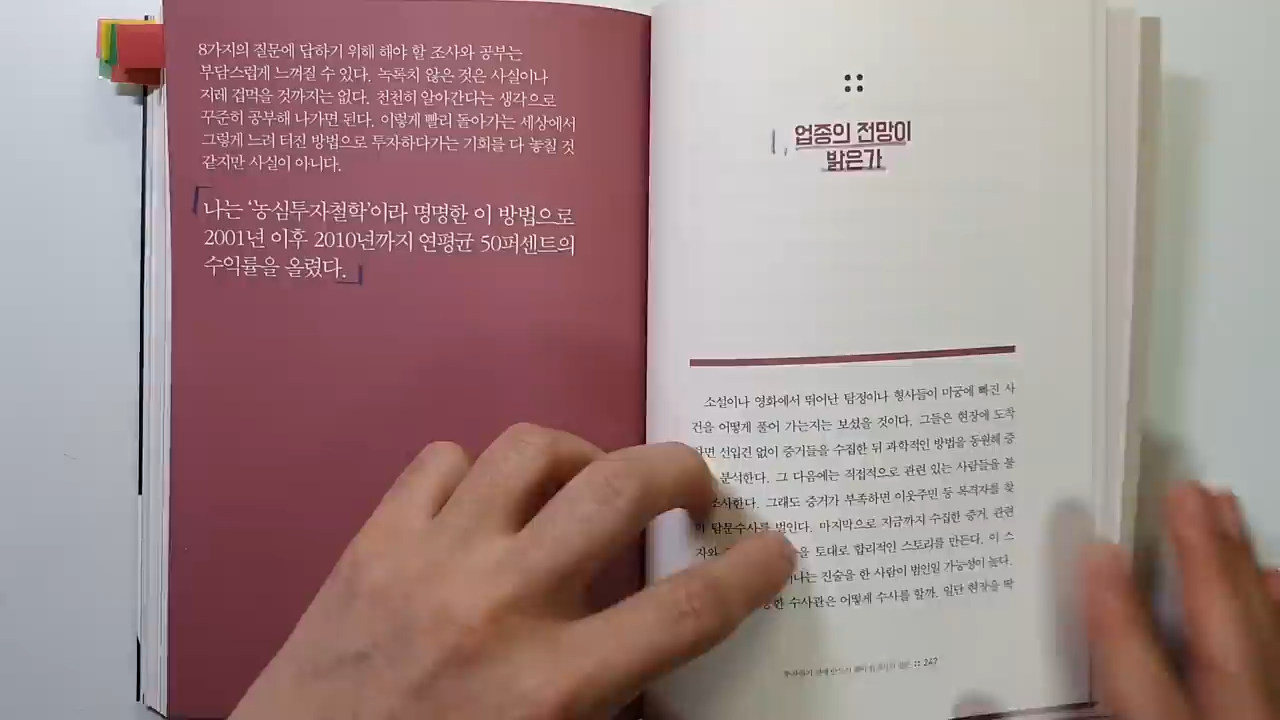 8가지의 질문에 답하기 위해 해야 할 조사와 공부는
부담스럽게 느껴질 수 있다. 녹록치 않은 것은 사실이나
지레 겁먹을 것까지는 없다. 천천히 알아간다는 생각으로
꾸준히 공부해 나가면 된다. 이렇게 빨리 돌아가는 세상에서
그렇게 느려 터진 방법으로 투자하다가는 기회를 다 놓칠 것
같지만 사실이 아니다.
나는 '농심투자철학'이라 명명한 이 방법으로
2001년 이후 2010년까지 연평균 50퍼센트의
수익률을 올렸다.
1, 업종의 전망이
밝은가
소설이나 영화에서 뛰어난 탐정이나 형사들이 미궁에 빠진 사
건을 어떻게 풀어 가는지는 보셨을 것이다. 그들은 현장에 도착
하면 선입견 없이 증거들을 수집한 뒤 과학적인 방법을 동원해 증
분석한다. 그 다음에는 직접적으로 관련 있는 사람들을 불
조사한다. 그래도 증거가 부족하면 이웃주민 등 목격자를 찾
탐문수사를 벌인다. 마지막으로 지금까지 수집한 증거, 관련
자와 을 토대로 합리적인 스토리를 만든다. 이 스
진술을 한 사람이 범인일 가능성이 높다.
수사관은 어떻게 수사를 할까. 일단 현장을 딱
247